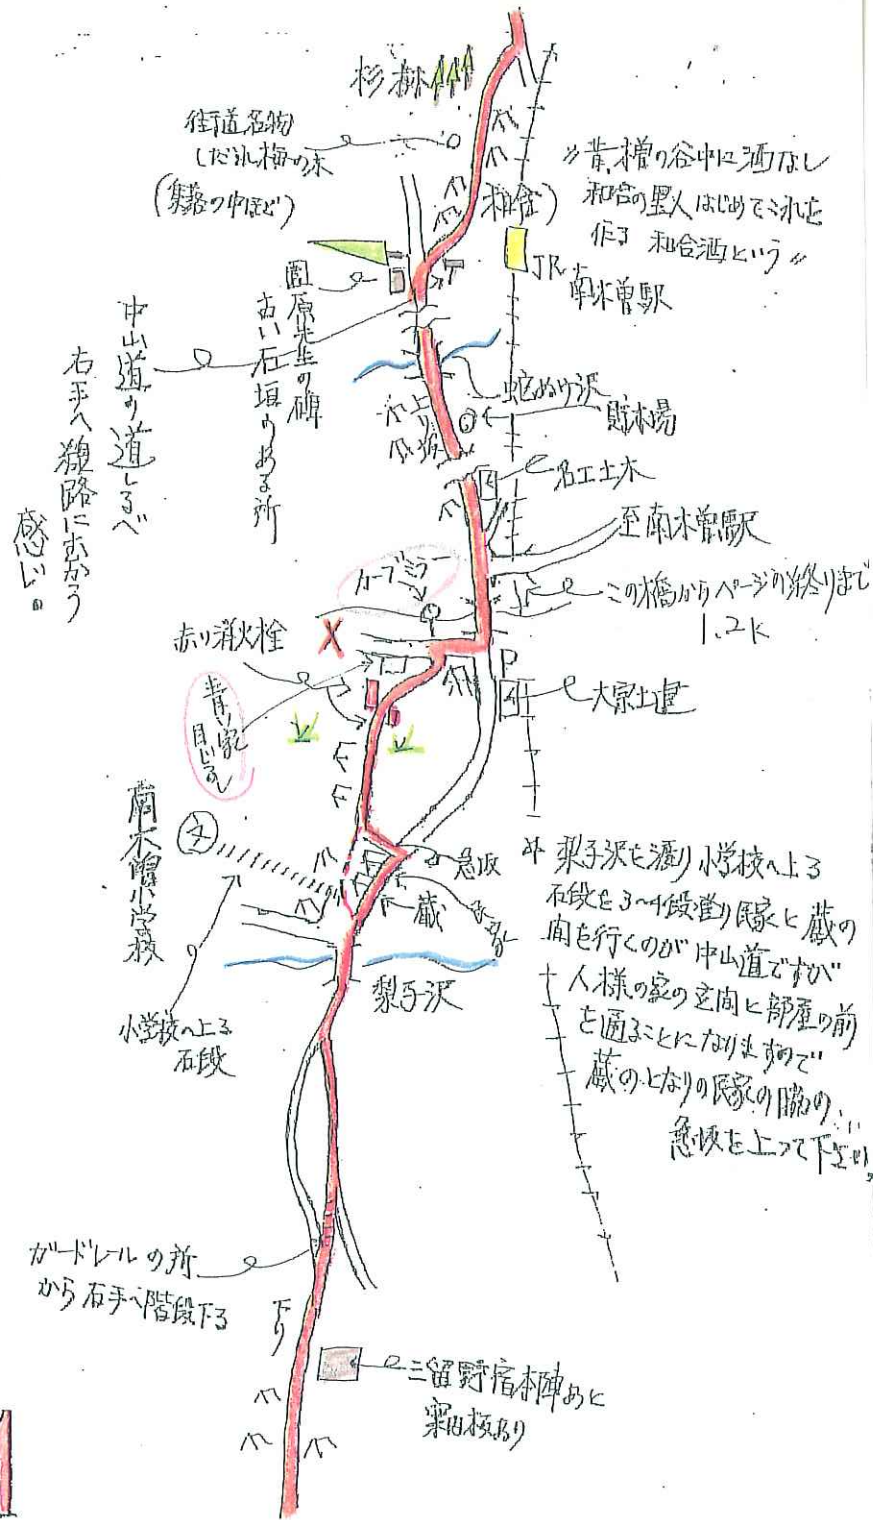 杉林
街道名物
しだれ梅の木
(集落の中ほど)
(和合)
〃昔木曽の谷中に酒なし
和合の里人はじめてこれを
作る 和合酒という〃
JR
南木曽駅
園原先生の碑
古い石垣のある所
中山道の道しるべ
右手へ線路にむかう
感じ。
蛇ぬけ沢
上り坂
貯木場
名工土木
至南木曽駅
カーブミラー
この橋からページの終りまで
1.2K
赤い消火栓
X
P
青い家
目じるし
大宗土建
南木曽小学校
文
急坂
蔵
梨子沢
小学校へ上る
石段
梨子沢を渡り小学校へ上る
石段を3~4段登り民家と蔵の
間を行くのが中山道ですが
人様の家の玄関と部屋の前
を通ることになりますので
蔵のとなりの民家の脇の
急坂を上って下さい。
ガードレールの所
から右手へ階段下る
下り
三留野宿本陣あと
案内板あり